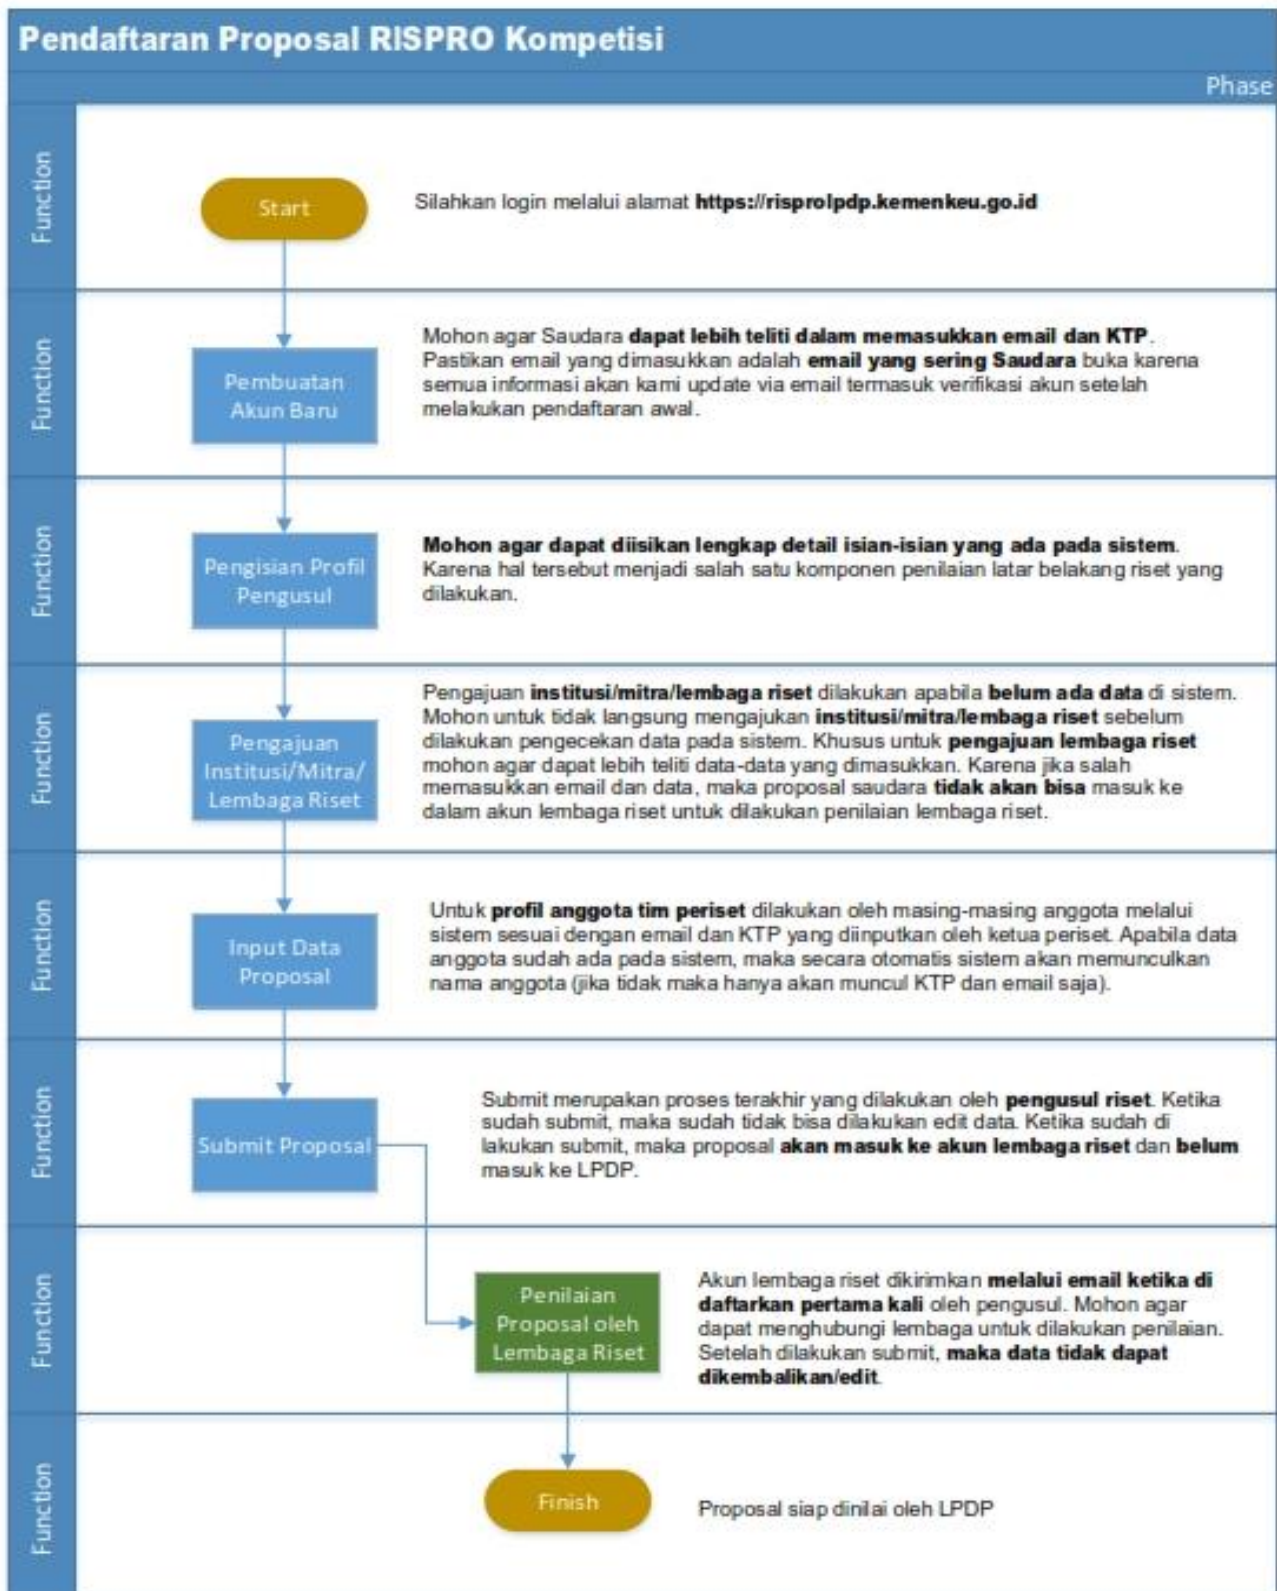 Pendaftaran Proposal RISPRO Kompetisi
Phase
Function
Start
Silahkan login melalui alamat https://risprolpdp.kemenkeu.go.id
Function
Pembuatan
Akun Baru
Mohon agar Saudara dapat lebih teliti dalam memasukkan email dan KTP.
Pastikan email yang dimasukkan adalah email yang sering Saudara buka karena
semua informasi akan kami update via email termasuk verifikasi akun setelah
melakukan pendaftaran awal.
Function
Pengisian Profil
Pengusul
Mohon agar dapat diisikan lengkap detail isian-isian yang ada pada sistem.
Karena hal tersebut menjadi salah satu komponen penilaian latar belakang riset yang
dilakukan.
Function
Pengajuan
Institusi/Mitra/
Lembaga Riset
Pengajuan institusi/mitra/lembaga riset dilakukan apabila belum ada data di sistem.
Mohon untuk tidak langsung mengajukan institusi/mitra/lembaga riset sebelum
dilakukan pengecekan data pada sistem. Khusus untuk pengajuan lembaga riset
mohon agar dapat lebih teliti data-data yang dimasukkan. Karena jika salah
memasukkan email dan data, maka proposal saudara tidak akan bisa masuk ke
dalam akun lembaga riset untuk dilakukan penilaian lembaga riset.
Function
Input Data
Proposal
Untuk profil anggota tim periset dilakukan oleh masing-masing anggota melalui
sistem sesuai dengan email dan KTP yang diinputkan oleh ketua periset. Apabila data
anggota sudah ada pada sistem, maka secara otomatis sistem akan memunculkan
nama anggota (jika tidak maka hanya akan muncul KTP dan email saja).
Function
Submit Proposal
Submit merupakan proses terakhir yang dilakukan oleh pengusul riset. Ketika
sudah submit, maka sudah tidak bisa dilakukan edit data. Ketika sudah di
lakukan submit, maka proposal akan masuk ke akun lembaga riset dan belum
masuk ke LPDP.
Function
Penilaian
Proposal oleh
Lembaga Riset
Akun lembaga riset dikirimkan melalui email ketika di
daftarkan pertama kali oleh pengusul. Mohon agar
dapat menghubungi lembaga untuk dilakukan penilaian.
Setelah dilakukan submit, maka data tidak dapat
dikembalikan/edit.
Function
Finish
Proposal siap dinilai oleh LPDP